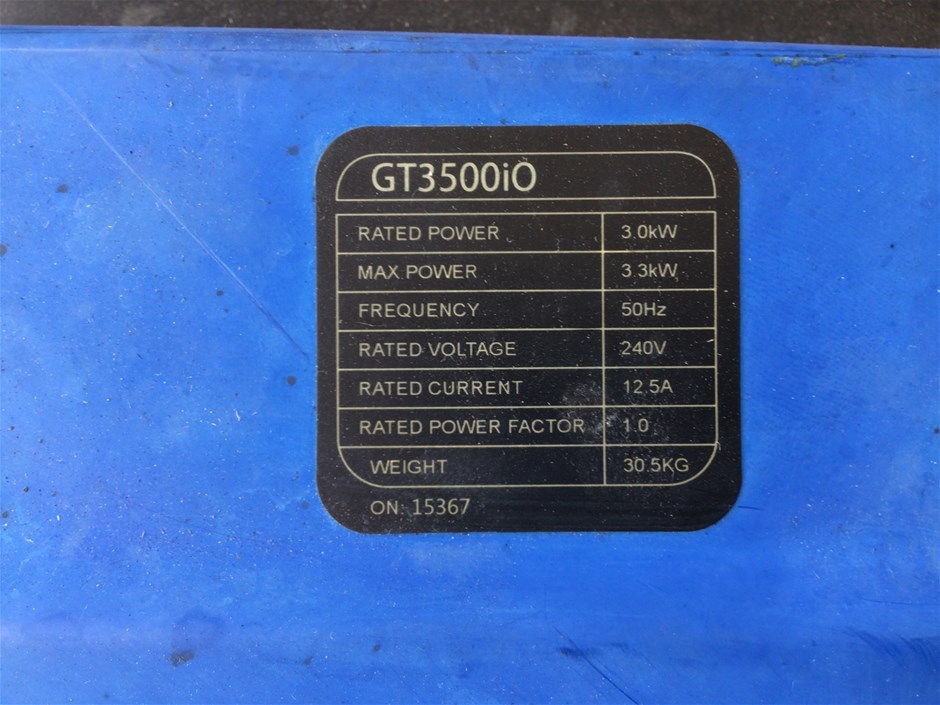 GT3500iO
RATED POWER 3.0kW
MAX POWER 3.3kW
FREQUENCY 50Hz
RATED VOLTAGE 240V
RATED CURRENT 12.5A
RATED POWER FACTOR 1.0
WEIGHT 30.5KG
ON: 15367